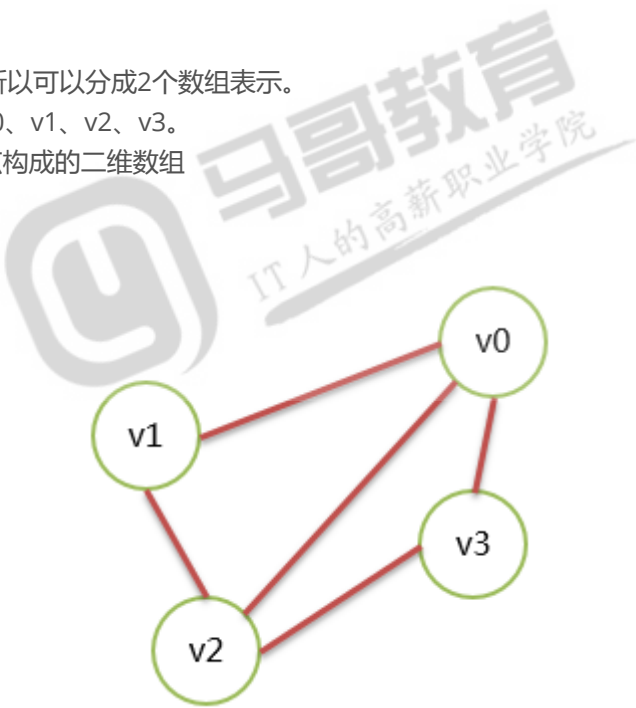 所以可以分成2个数组表示。
0、v1、v2、v3。
构成的二维数组
马哥教育
IT人的高薪职业学院
v0
v1
v3
v2